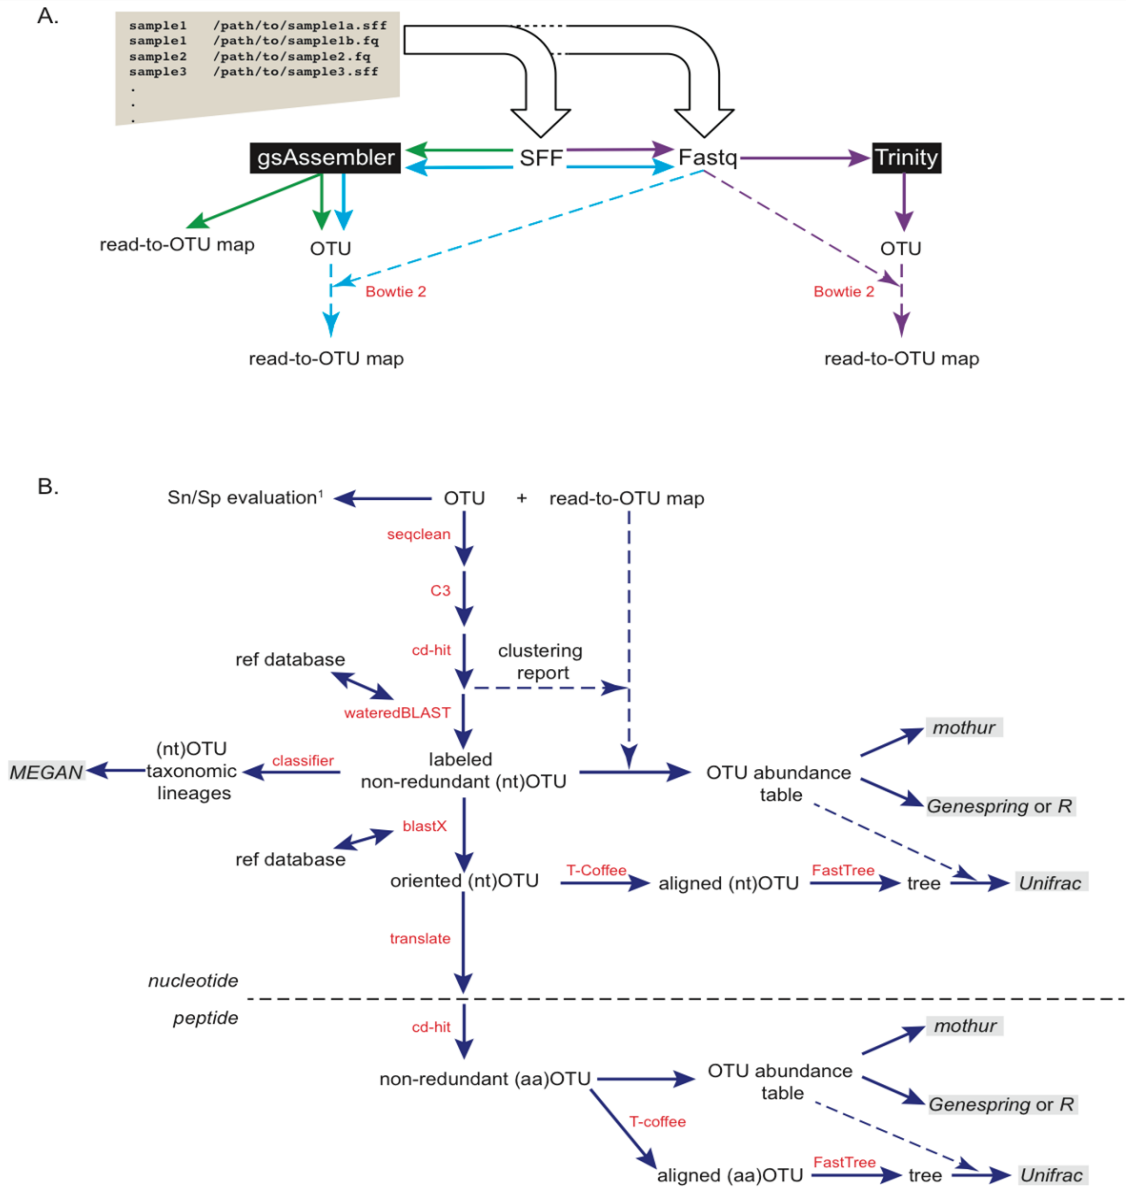 A.
sample1 /path/to/sample1a.sff
sample1 /path/to/sample1b.fq
sample2 /path/to/sample2.fq
sample3 /path/to/sample3.sff
.
.
.
gsAssembler SFF Fastq Trinity
read-to-OTU map OTU OTU
Bowtie 2 Bowtie 2
read-to-OTU map read-to-OTU map
B.
Sn/Sp evaluation¹ OTU + read-to-OTU map
seqclean
C3
cd-hit clustering
report
ref database
wateredBLAST
mothur
(nt)OTU
taxonomic
lineages
MEGAN
classifier
labeled
non-redundant (nt)OTU
OTU abundance
table
Genespring or R
blastX
ref database
oriented (nt)OTU T-Coffee aligned (nt)OTU FastTree tree Unifrac
translate
nucleotide
peptide
cd-hit
mothur
non-redundant (aa)OTU
OTU abundance
table
Genespring or R
T-coffee
aligned (aa)OTU FastTree tree Unifrac